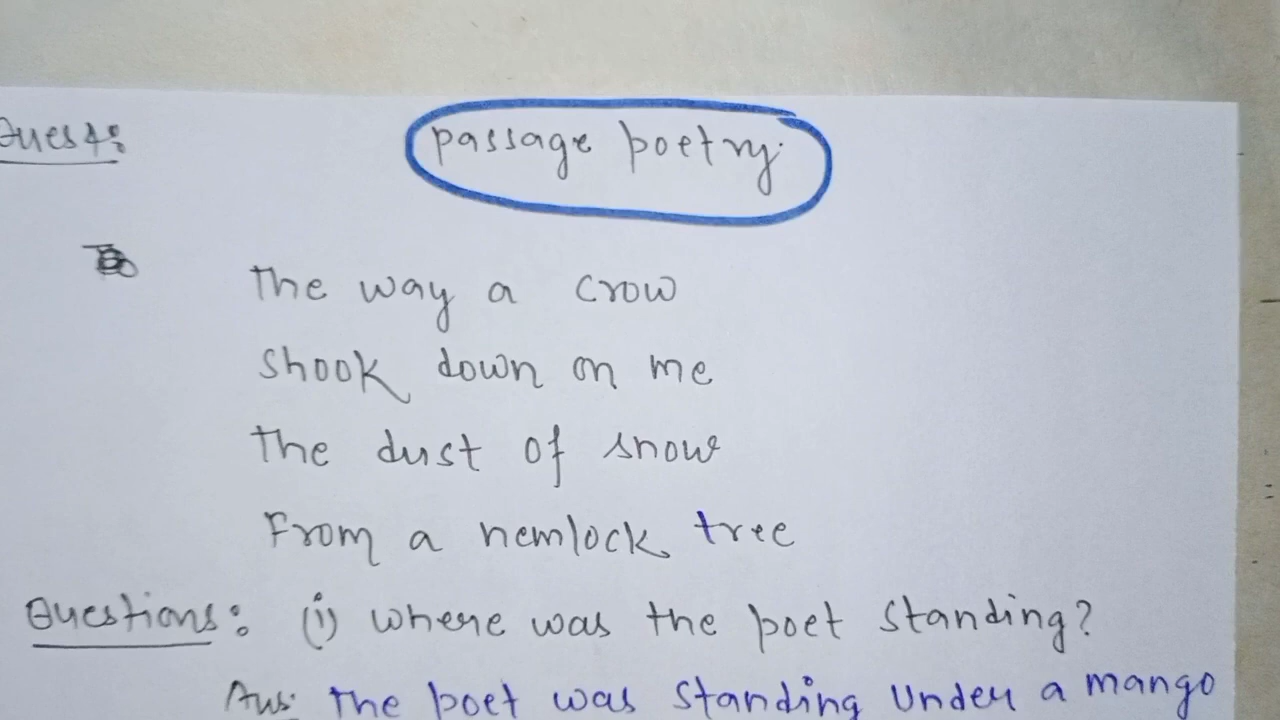 Quest:
passage poetry.
The way a crow
Shook down on me
The dust of snow
From a hemlock tree
Questions: (i) where was the poet standing?
Ans: The poet was standing under a mango